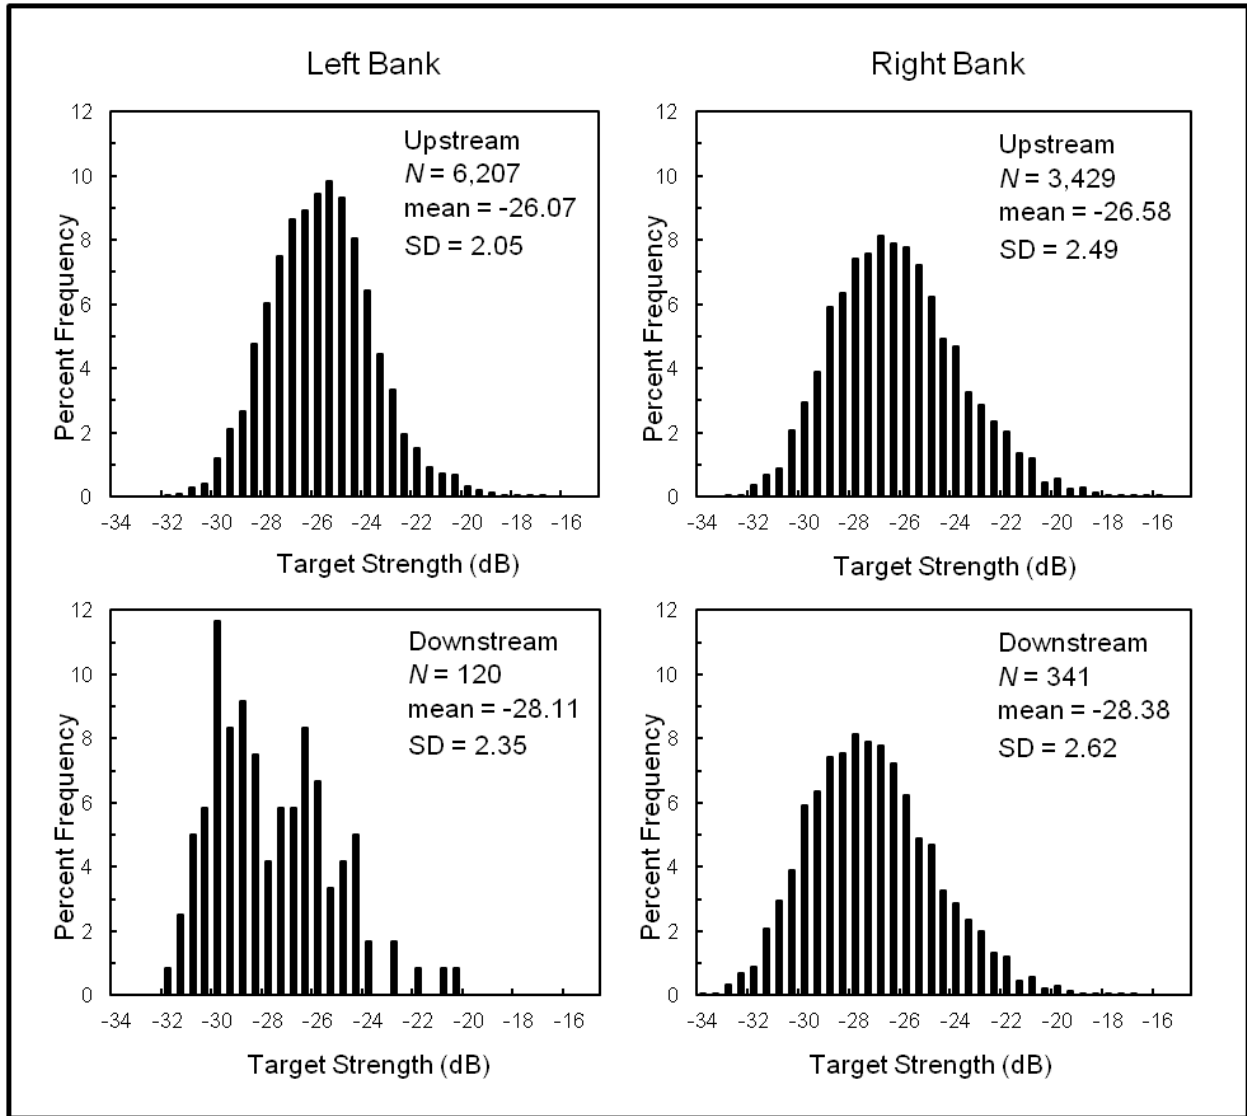 Left Bank
Right Bank
12
10
8
6
4
2
0
Percent Frequency
Upstream
N = 6,207
mean = -26.07
SD = 2.05
-34 -32 -30 -28 -26 -24 -22 -20 -18 -16
Target Strength (dB)
12
10
8
6
4
2
0
Percent Frequency
Upstream
N = 3,429
mean = -26.58
SD = 2.49
-34 -32 -30 -28 -26 -24 -22 -20 -18 -16
Target Strength (dB)
12
10
8
6
4
2
0
Percent Frequency
Downstream
N = 120
mean = -28.11
SD = 2.35
-34 -32 -30 -28 -26 -24 -22 -20 -18 -16
Target Strength (dB)
12
10
8
6
4
2
0
Percent Frequency
Downstream
N = 341
mean = -28.38
SD = 2.62
-34 -32 -30 -28 -26 -24 -22 -20 -18 -16
Target Strength (dB)